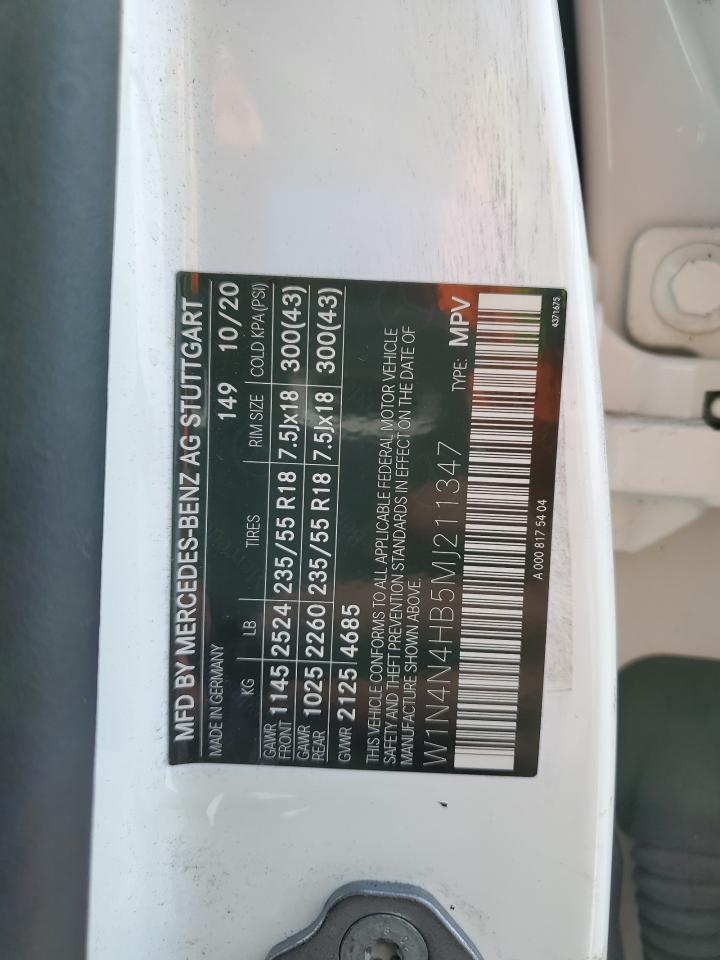 MFD BY MERCEDES-BENZ AG STUTTGART
MADE IN GERMANY 149 10/20
KG LB TIRES RIM SIZE COLD KPA (PSI)
GAWR FRONT 1145 2524 235/55 R18 7.5Jx18 300(43)
GAWR REAR 1025 2260 235/55 R18 7.5Jx18 300(43)
GVWR 2125 4685
THIS VEHICLE CONFORMS TO ALL APPLICABLE FEDERAL MOTOR VEHICLE
SAFETY AND THEFT PREVENTION STANDARDS IN EFFECT ON THE DATE OF
MANUFACTURE SHOWN ABOVE.
W1N4N4HB5MJ211347 TYPE: MPV
A 000 817 54 04 4371675